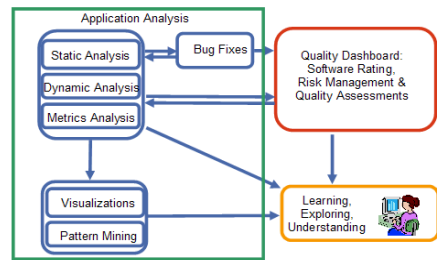 Application Analysis
Static Analysis
Bug Fixes
Dynamic Analysis
Metrics Analysis
Quality Dashboard:
Software Rating,
Risk Management &
Quality Assessments
Visualizations
Pattern Mining
Learning,
Exploring,
Understanding